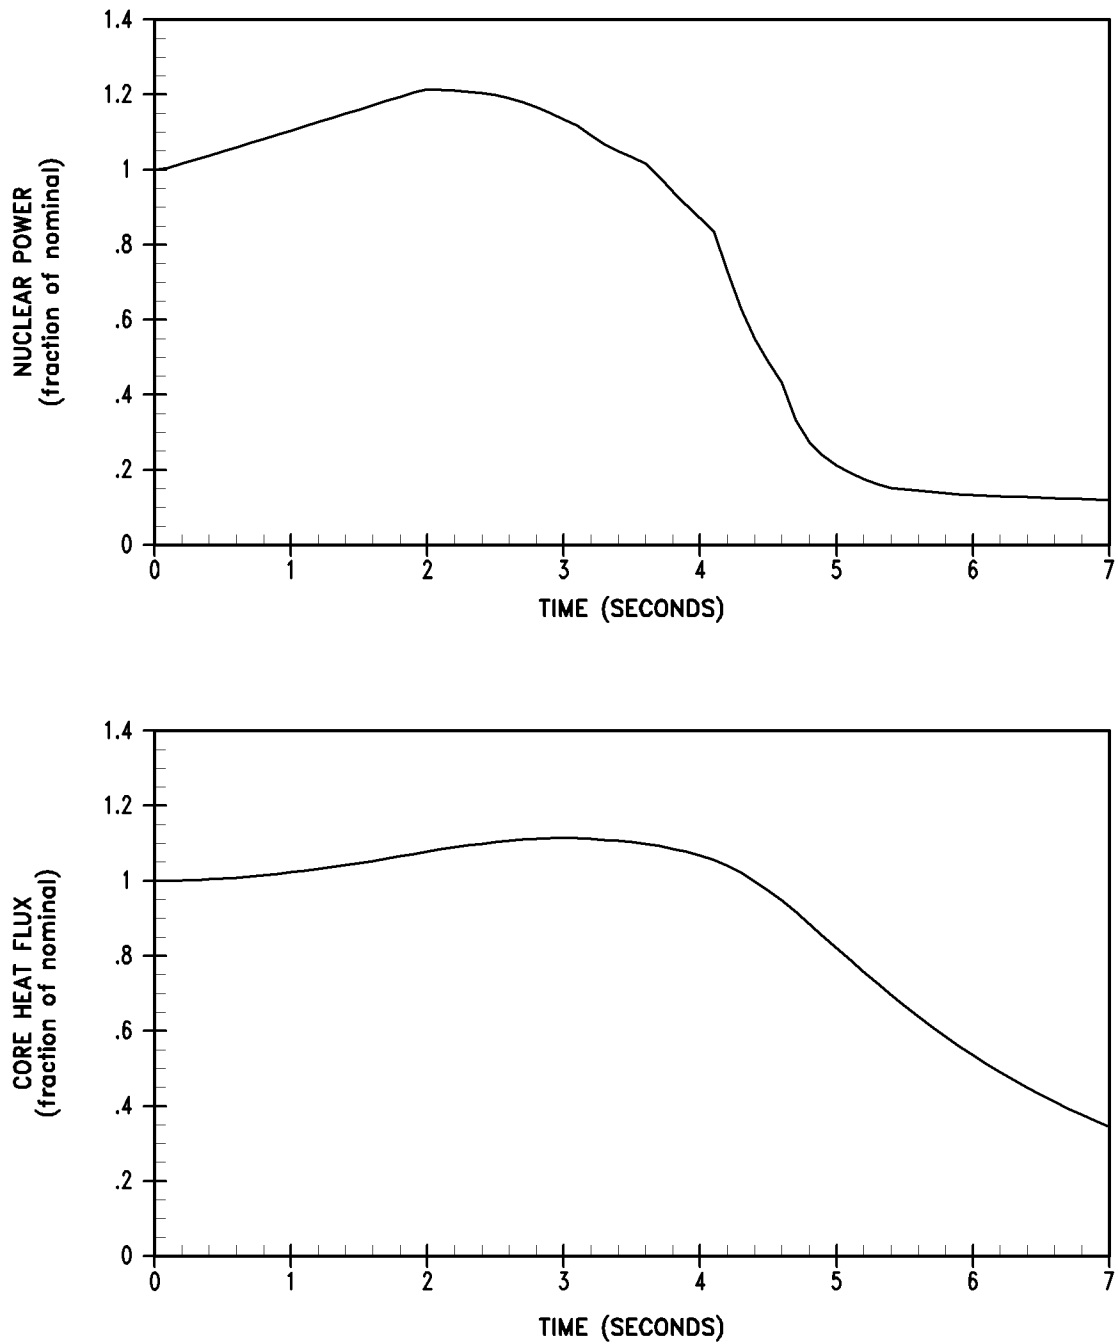 1.4
1.2
1
.8
.6
.4
.2
0
NUCLEAR POWER
(fraction of nominal)
0 1 2 3 4 5 6 7
TIME (SECONDS)
1.4
1.2
1
.8
.6
.4
.2
0
CORE HEAT FLUX
(fraction of nominal)
0 1 2 3 4 5 6 7
TIME (SECONDS)